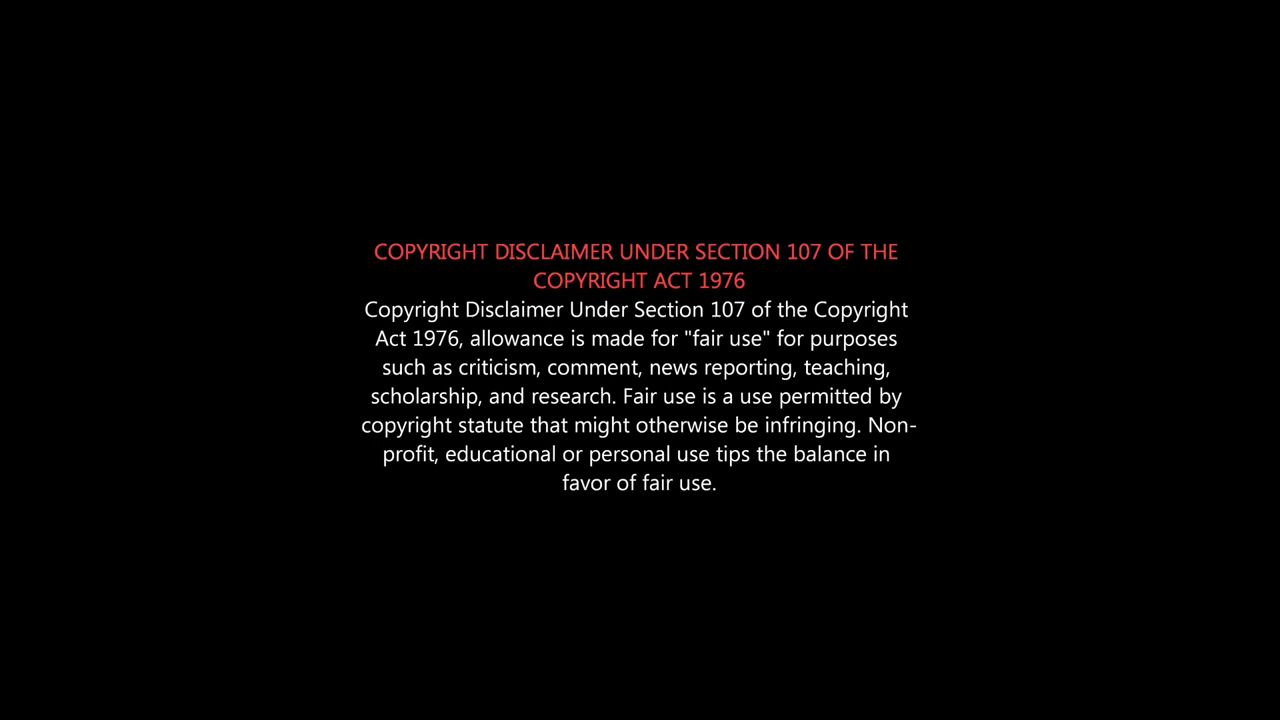 COPYRIGHT DISCLAIMER UNDER SECTION 107 OF THE
COPYRIGHT ACT 1976
Copyright Disclaimer Under Section 107 of the Copyright
Act 1976, allowance is made for "fair use" for purposes
such as criticism, comment, news reporting, teaching,
scholarship, and research. Fair use is a use permitted by
copyright statute that might otherwise be infringing. Non-
profit, educational or personal use tips the balance in
favor of fair use.